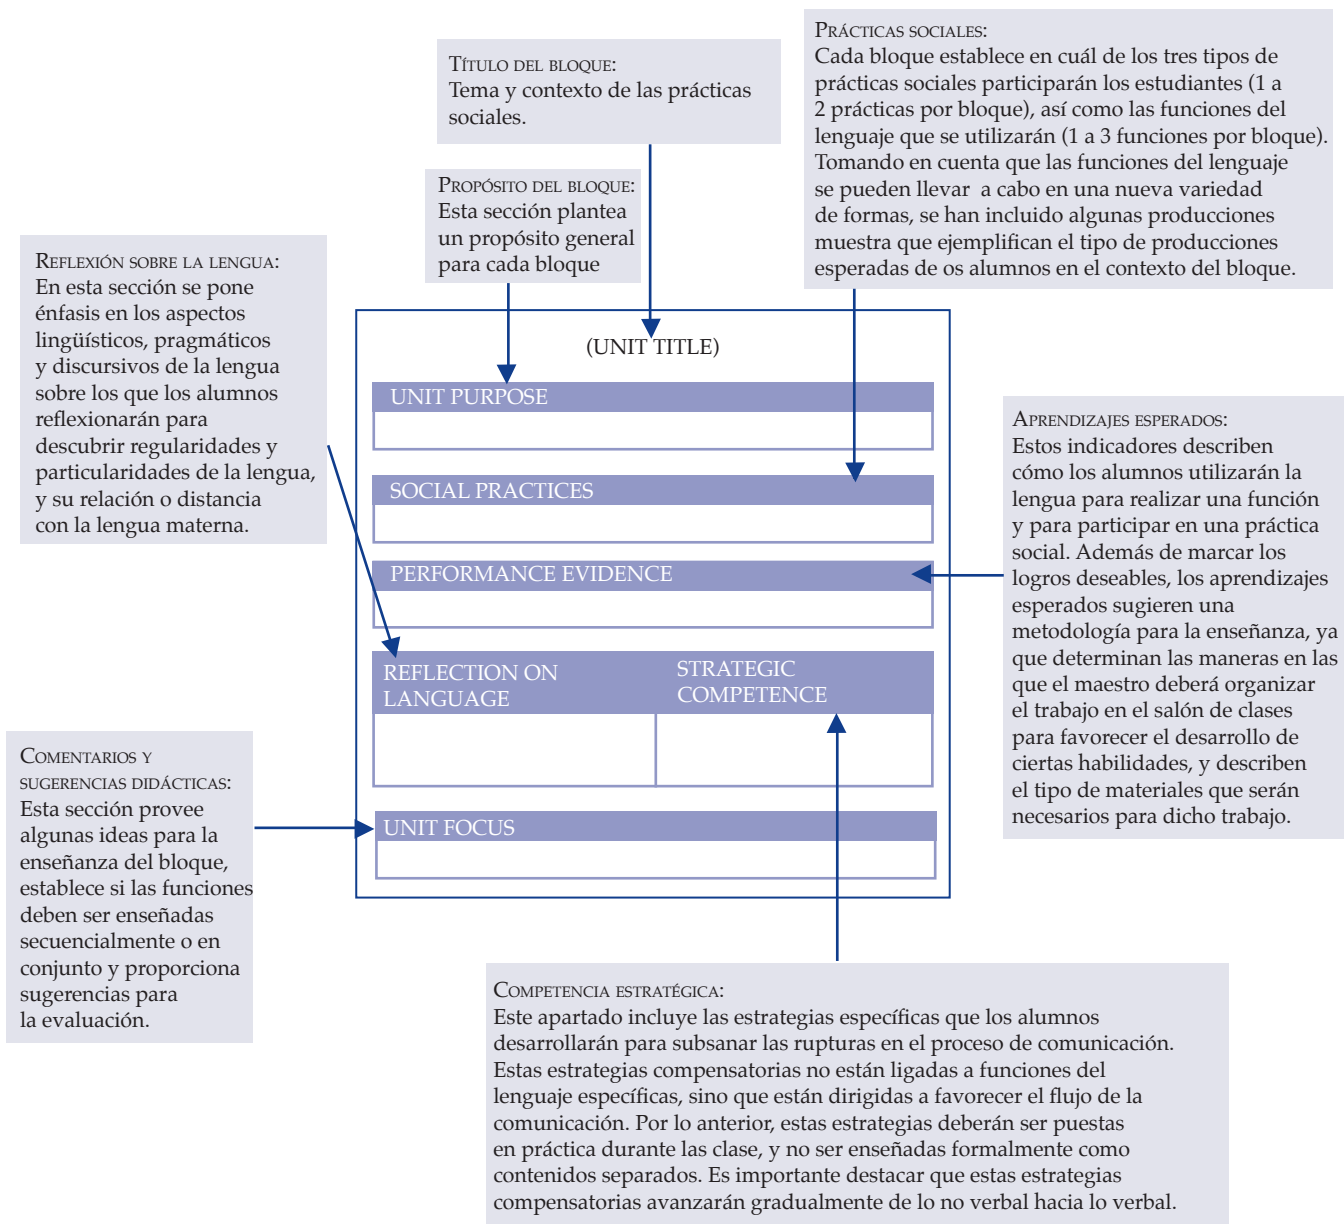 TÍTULO DEL BLOQUE:
Tema y contexto de las prácticas
sociales.
PRÁCTICAS SOCIALES:
Cada bloque establece en cuál de los tres tipos de
prácticas sociales participarán los estudiantes (1 a
2 prácticas por bloque), así como las funciones del
lenguaje que se utilizarán (1 a 3 funciones por bloque).
Tomando en cuenta que las funciones del lenguaje
se pueden llevar a cabo en una nueva variedad
de formas, se han incluido algunas producciones
muestra que ejemplifican el tipo de producciones
esperadas de os alumnos en el contexto del bloque.
PROPÓSITO DEL BLOQUE:
Esta sección plantea
un propósito general
para cada bloque
REFLEXIÓN SOBRE LA LENGUA:
En esta sección se pone
énfasis en los aspectos
lingüísticos, pragmáticos
y discursivos de la lengua
sobre los que los alumnos
reflexionarán para
descubrir regularidades y
particularidades de la lengua,
y su relación o distancia
con la lengua materna.
(UNIT TITLE)
UNIT PURPOSE
SOCIAL PRACTICES
PERFORMANCE EVIDENCE
REFLECTION ON
LANGUAGE
STRATEGIC
COMPETENCE
UNIT FOCUS
APRENDIZAJES ESPERADOS:
Estos indicadores describen
cómo los alumnos utilizarán la
lengua para realizar una función
y para participar en una práctica
social. Además de marcar los
logros deseables, los aprendizajes
esperados sugieren una
metodología para la enseñanza, ya
que determinan las maneras en las
que el maestro deberá organizar
el trabajo en el salón de clases
para favorecer el desarrollo de
ciertas habilidades, y describen
el tipo de materiales que serán
necesarios para dicho trabajo.
COMENTARIOS Y
SUGERENCIAS DIDÁCTICAS:
Esta sección provee
algunas ideas para la
enseñanza del bloque,
establece si las funciones
deben ser enseñadas
secuencialmente o en
conjunto y proporciona
sugerencias para
la evaluación.
COMPETENCIA ESTRATÉGICA:
Este apartado incluye las estrategias específicas que los alumnos
desarrollarán para subsanar las rupturas en el proceso de comunicación.
Estas estrategias compensatorias no están ligadas a funciones del
lenguaje específicas, sino que están dirigidas a favorecer el flujo de la
comunicación. Por lo anterior, estas estrategias deberán ser puestas
en práctica durante las clase, y no ser enseñadas formalmente como
contenidos separados. Es importante destacar que estas estrategias
compensatorias avanzarán gradualmente de lo no verbal hacia lo verbal.